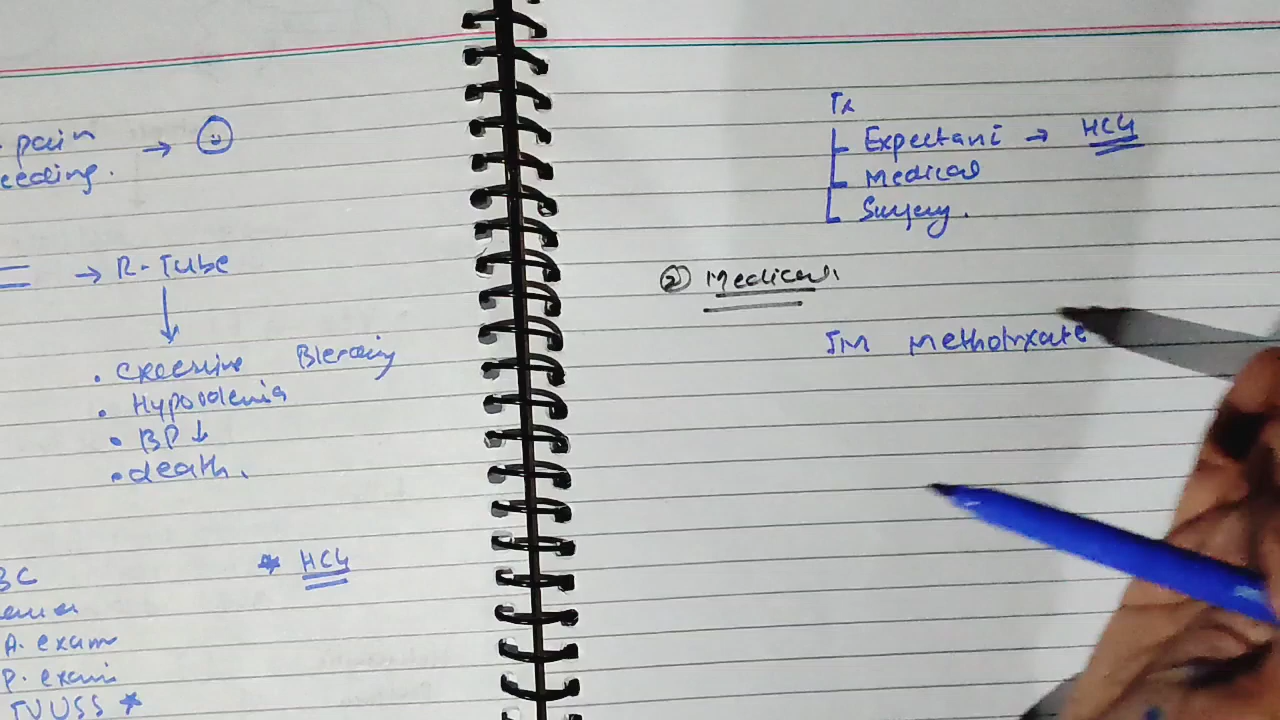 pain
eeding. →
→ R-Tube
• excessive Bleeding
• Hypovolemia
• BP ↓
• death.
* HCG
BC
A. exam
P. exam
TVUSS *
Tx
Expectant → HCG
Medical
Surgery.
② Medical.
IM Methotrxate